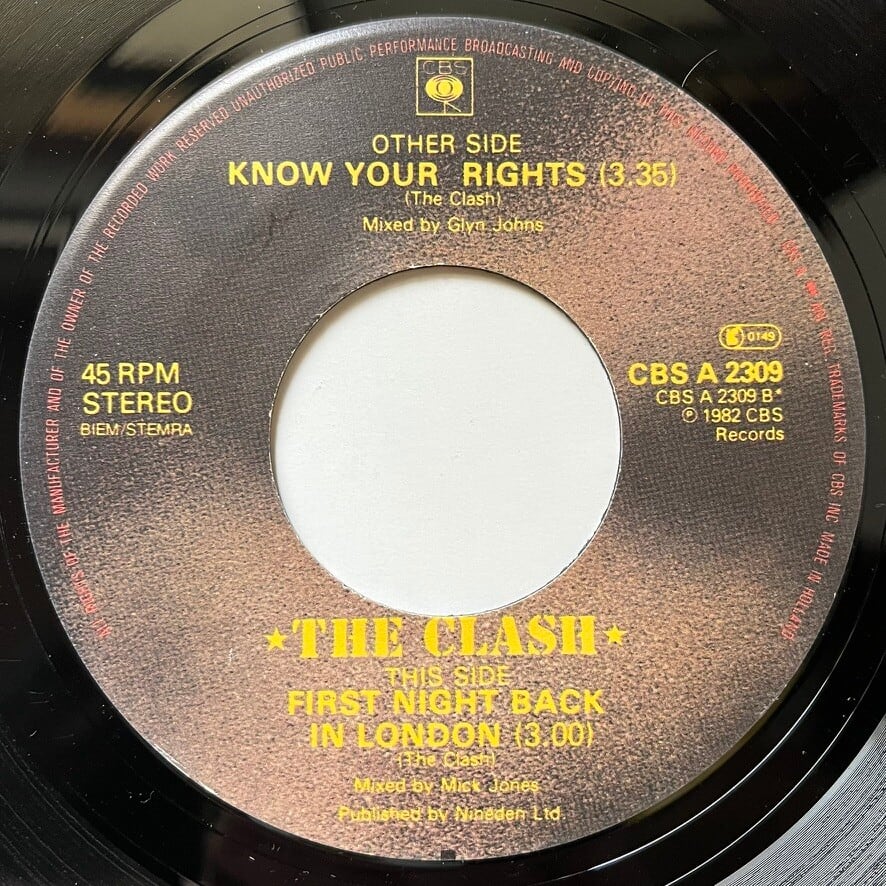 ALL RIGHTS OF THE MANUFACTURER AND OF THE OWNER OF THE RECORDED WORK RESERVED UNAUTHORIZED PUBLIC PERFORMANCE BROADCASTING AND COPYING OF THIS RECORD PROHIBITED
TRADEMARKS OF CBS INC MADE IN HOLLAND
CBS
OTHER SIDE
KNOW YOUR RIGHTS (3.35)
(The Clash)
Mixed by Glyn Johns
45 RPM
STEREO
BIEM/STEMRA
0149
CBS A 2309
CBS A 2309 B*
℗ 1982 CBS
Records
★THE CLASH★
THIS SIDE
FIRST NIGHT BACK
IN LONDON (3.00)
(The Clash)
Mixed by Mick Jones
Published by Nineden Ltd.